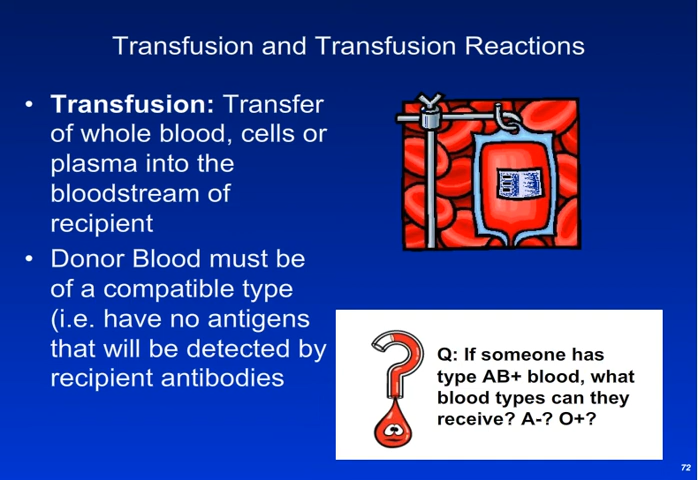 Transfusion and Transfusion Reactions
• Transfusion: Transfer
of whole blood, cells or
plasma into the
bloodstream of
recipient
• Donor Blood must be
of a compatible type
(i.e. have no antigens
that will be detected by
recipient antibodies
Q: If someone has
type AB+ blood, what
blood types can they
receive? A-? O+?
72